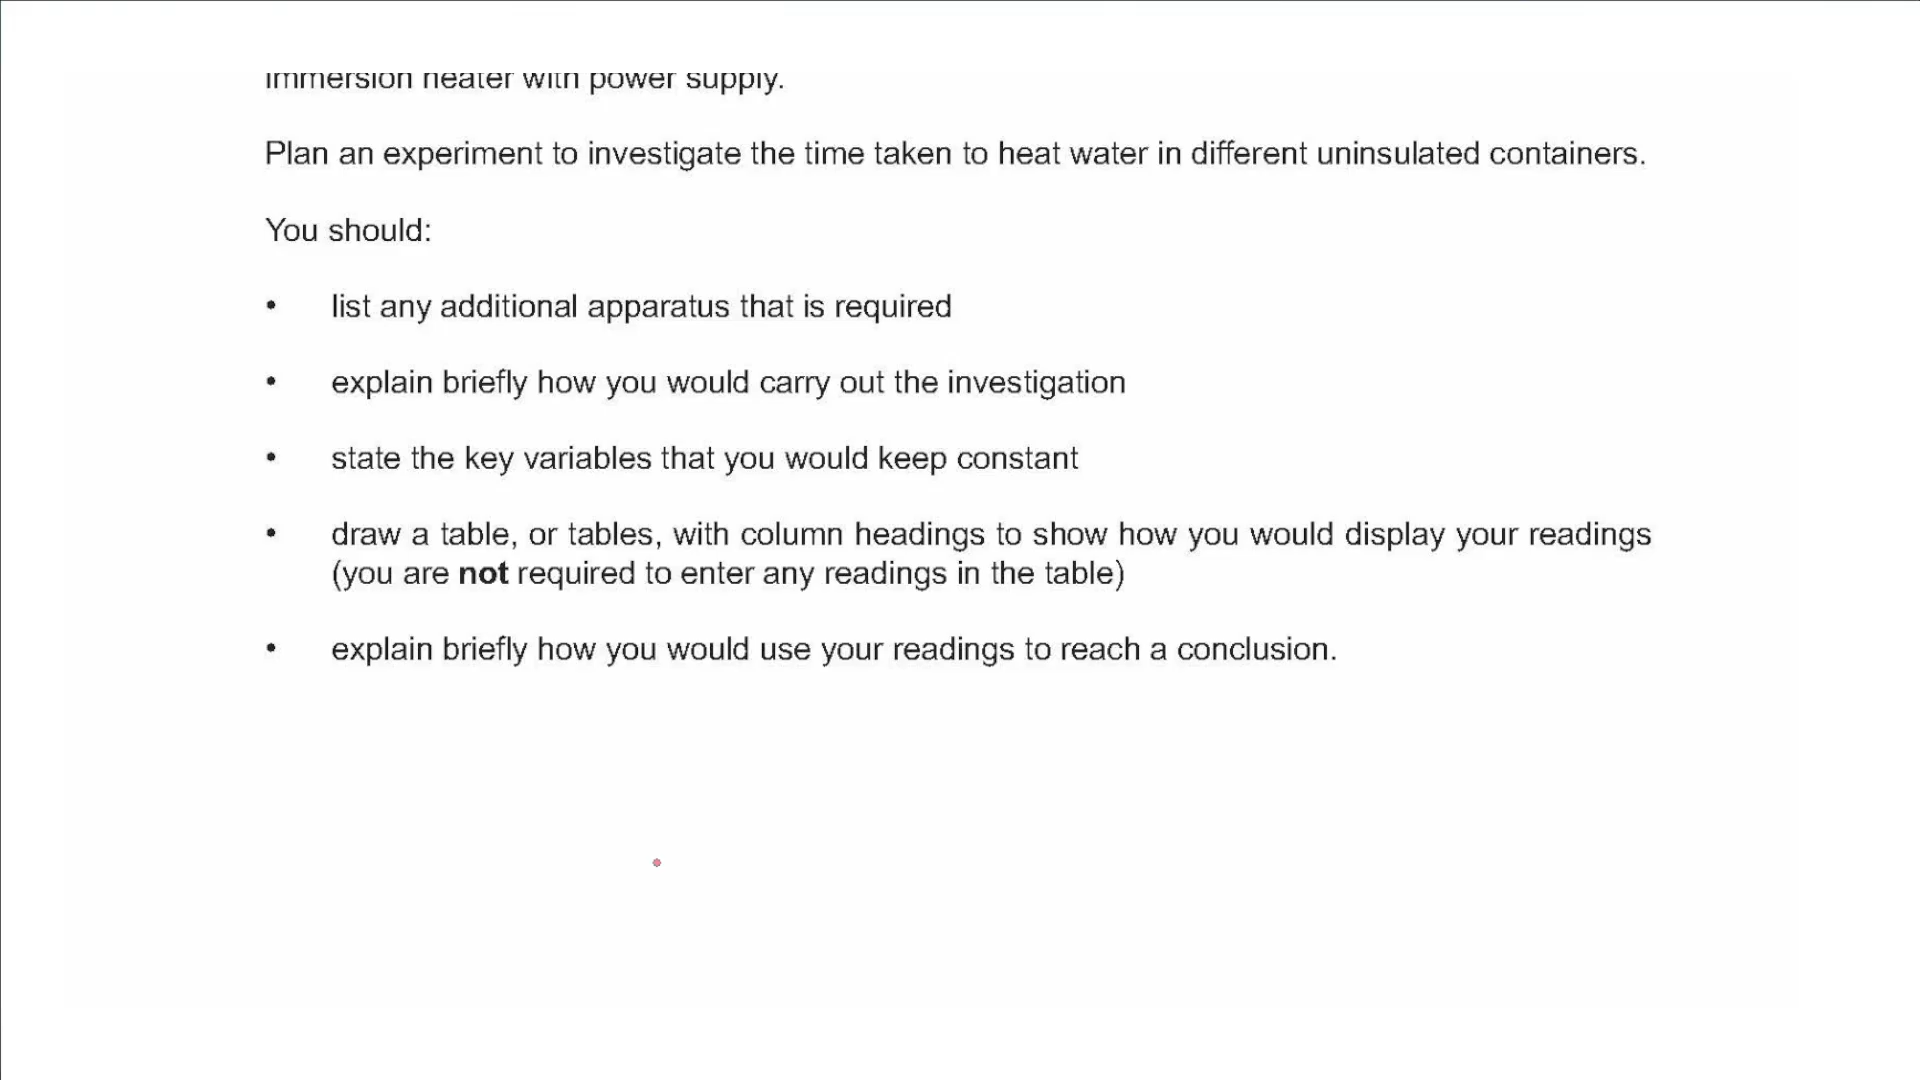 immersion heater with power supply.
Plan an experiment to investigate the time taken to heat water in different uninsulated containers.
You should:
• list any additional apparatus that is required
• explain briefly how you would carry out the investigation
• state the key variables that you would keep constant
• draw a table, or tables, with column headings to show how you would display your readings
(you are not required to enter any readings in the table)
• explain briefly how you would use your readings to reach a conclusion.